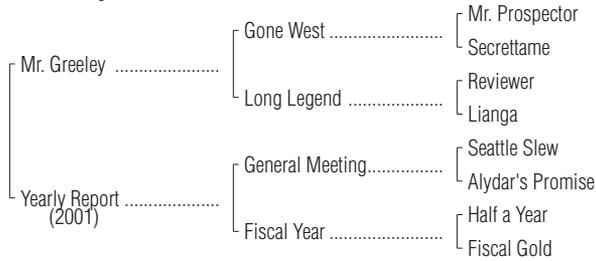 Mr. Prospector
Gone West ....................
Secrettame
Mr. Greeley ....................
Reviewer
Long Legend ..................
Lianga
Seattle Slew
General Meeting...............
Alydar's Promise
Yearly Report ..................
(2001)
Half a Year
Fiscal Year ......................
Fiscal Gold